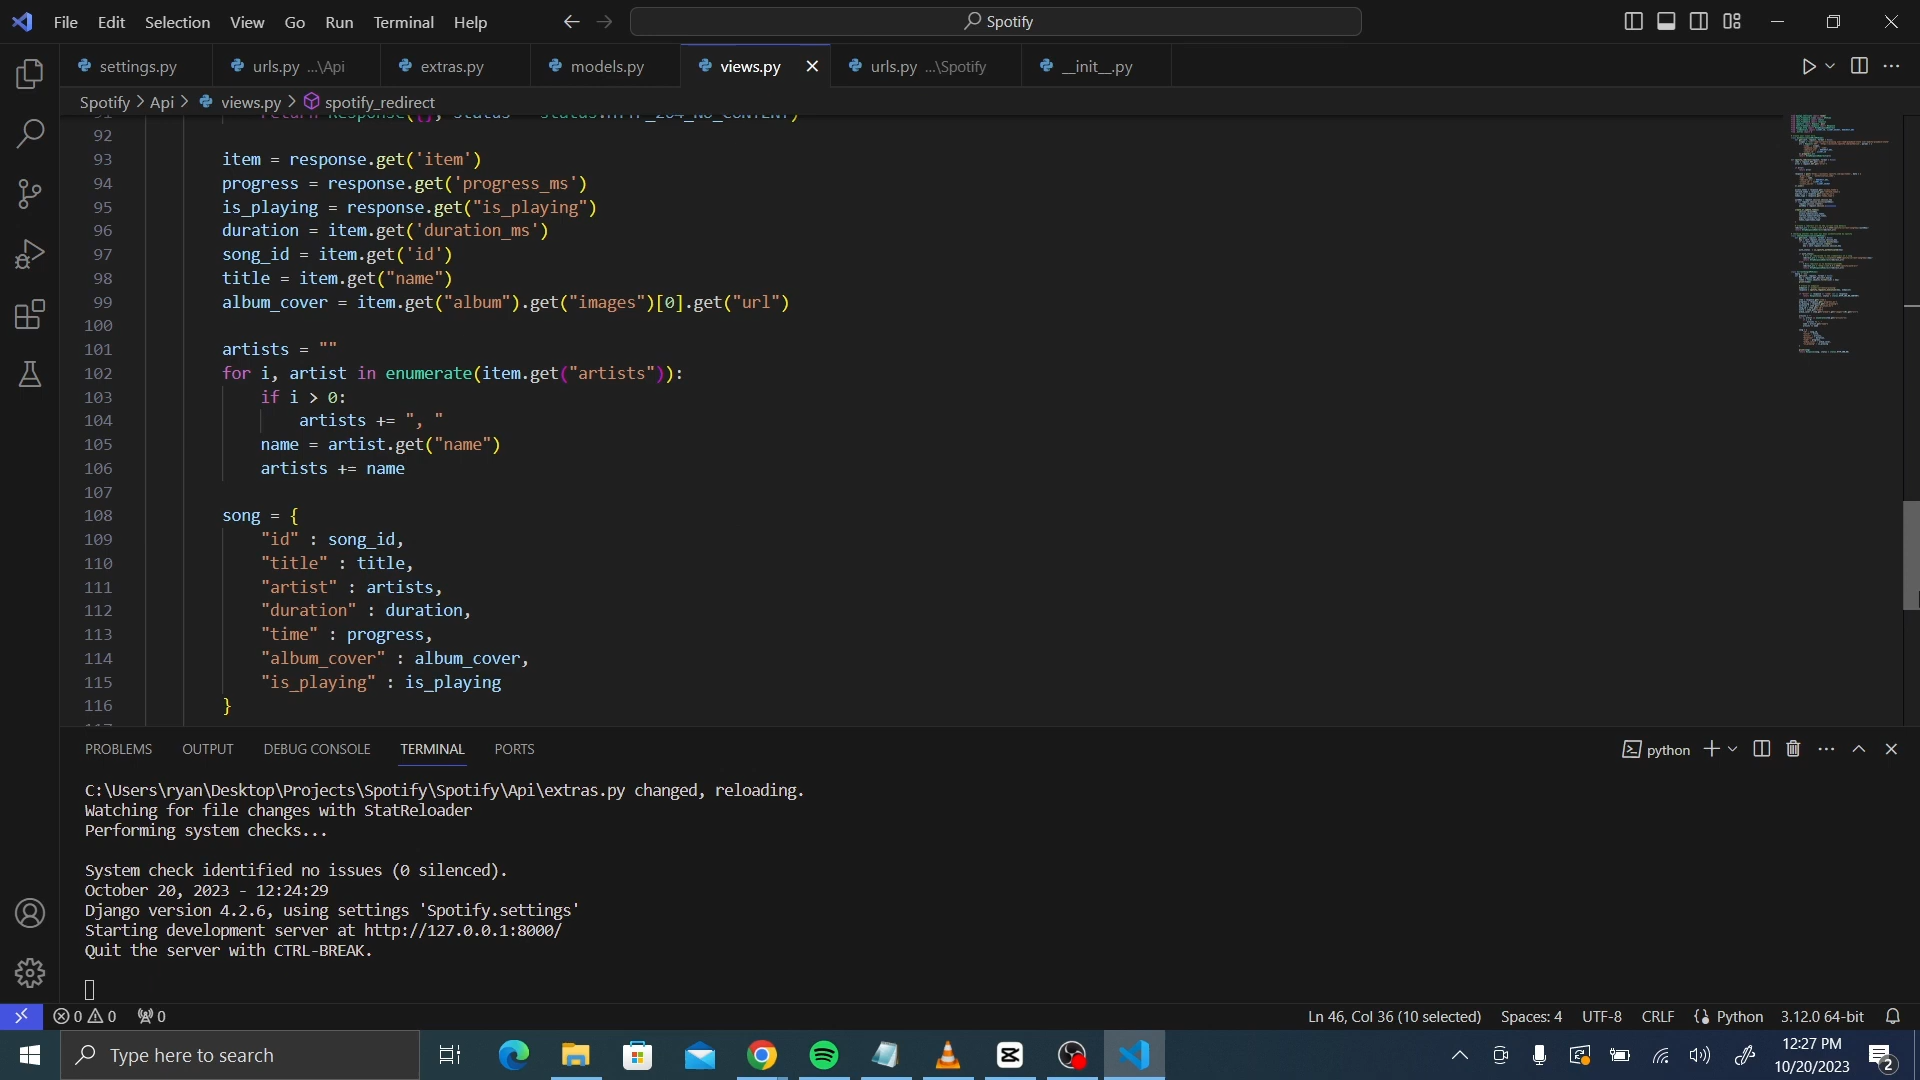 File Edit Selection View Go Run Terminal Help
Spotify
settings.py urls.py ...\Api extras.py models.py views.py urls.py ...\Spotify __init__.py
Spotify > Api > views.py > spotify_redirect
92
93 item = response.get('item')
94 progress = response.get('progress_ms')
95 is_playing = response.get("is_playing")
96 duration = item.get('duration_ms')
97 song_id = item.get('id')
98 title = item.get("name")
99 album_cover = item.get("album").get("images")[0].get("url")
100
101 artists = ""
102 for i, artist in enumerate(item.get("artists")):
103 if i > 0:
104 artists += ", "
105 name = artist.get("name")
106 artists += name
107
108 song = {
109 "id" : song_id,
110 "title" : title,
111 "artist" : artists,
112 "duration" : duration,
113 "time" : progress,
114 "album_cover" : album_cover,
115 "is_playing" : is_playing
116 }
PROBLEMS OUTPUT DEBUG CONSOLE TERMINAL PORTS
python
C:\Users\ryan\Desktop\Projects\Spotify\Spotify\Api\extras.py changed, reloading.
Watching for file changes with StatReloader
Performing system checks...
System check identified no issues (0 silenced).
October 20, 2023 - 12:24:29
Django version 4.2.6, using settings 'Spotify.settings'
Starting development server at http://127.0.0.1:8000/
Quit the server with CTRL-BREAK.
0 0 0
Ln 46, Col 36 (10 selected) Spaces: 4 UTF-8 CRLF Python 3.12.0 64-bit
Type here to search
12:27 PM
10/20/2023
2